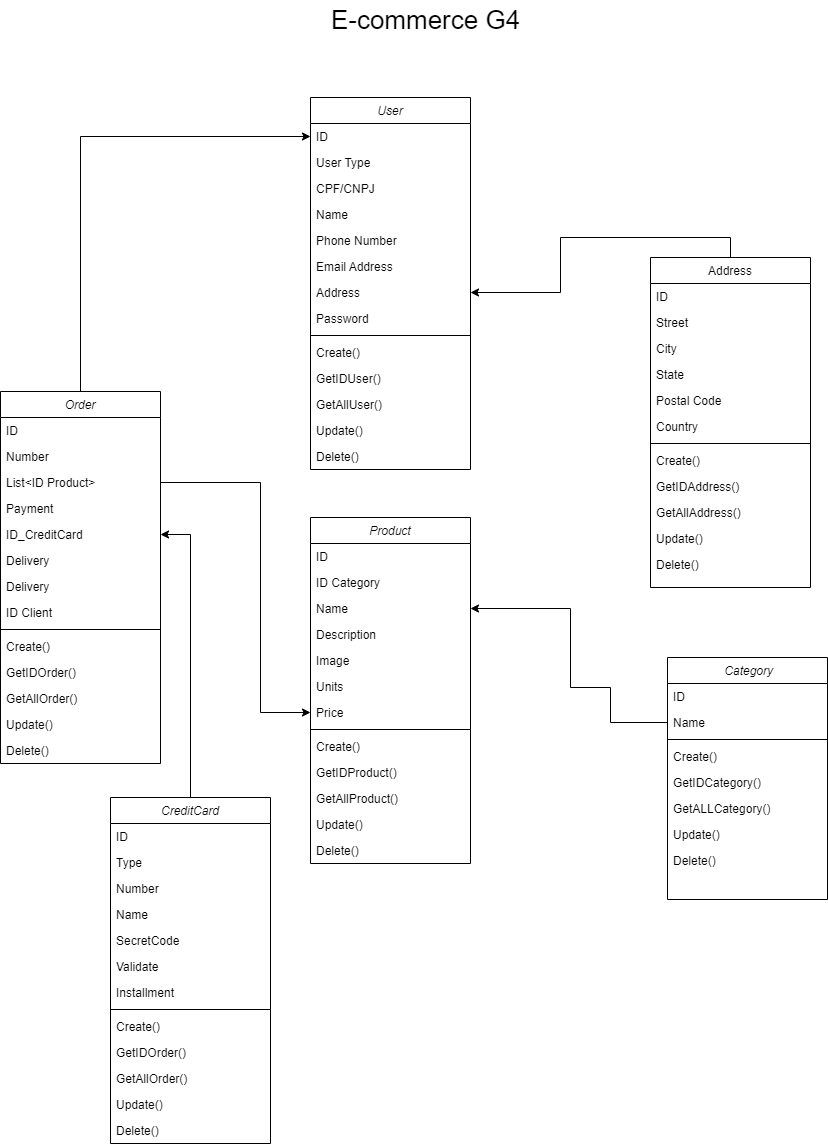 E-commerce G4
User
ID
User Type
CPF/CNPJ
Name
Phone Number
Email Address
Address
Password
Create()
GetIDUser()
GetAllUser()
Update()
Delete()
Address
ID
Street
City
State
Postal Code
Country
Create()
GetIDAddress()
GetAllAddress()
Update()
Delete()
Order
ID
Number
List<ID Product>
Payment
ID_CreditCard
Delivery
Delivery
ID Client
Create()
GetIDOrder()
GetAllOrder()
Update()
Delete()
Product
ID
ID Category
Name
Description
Image
Units
Price
Create()
GetIDProduct()
GetAllProduct()
Update()
Delete()
Category
ID
Name
Create()
GetIDCategory()
GetALLCategory()
Update()
Delete()
CreditCard
ID
Type
Number
Name
SecretCode
Validate
Installment
Create()
GetIDOrder()
GetAllOrder()
Update()
Delete()